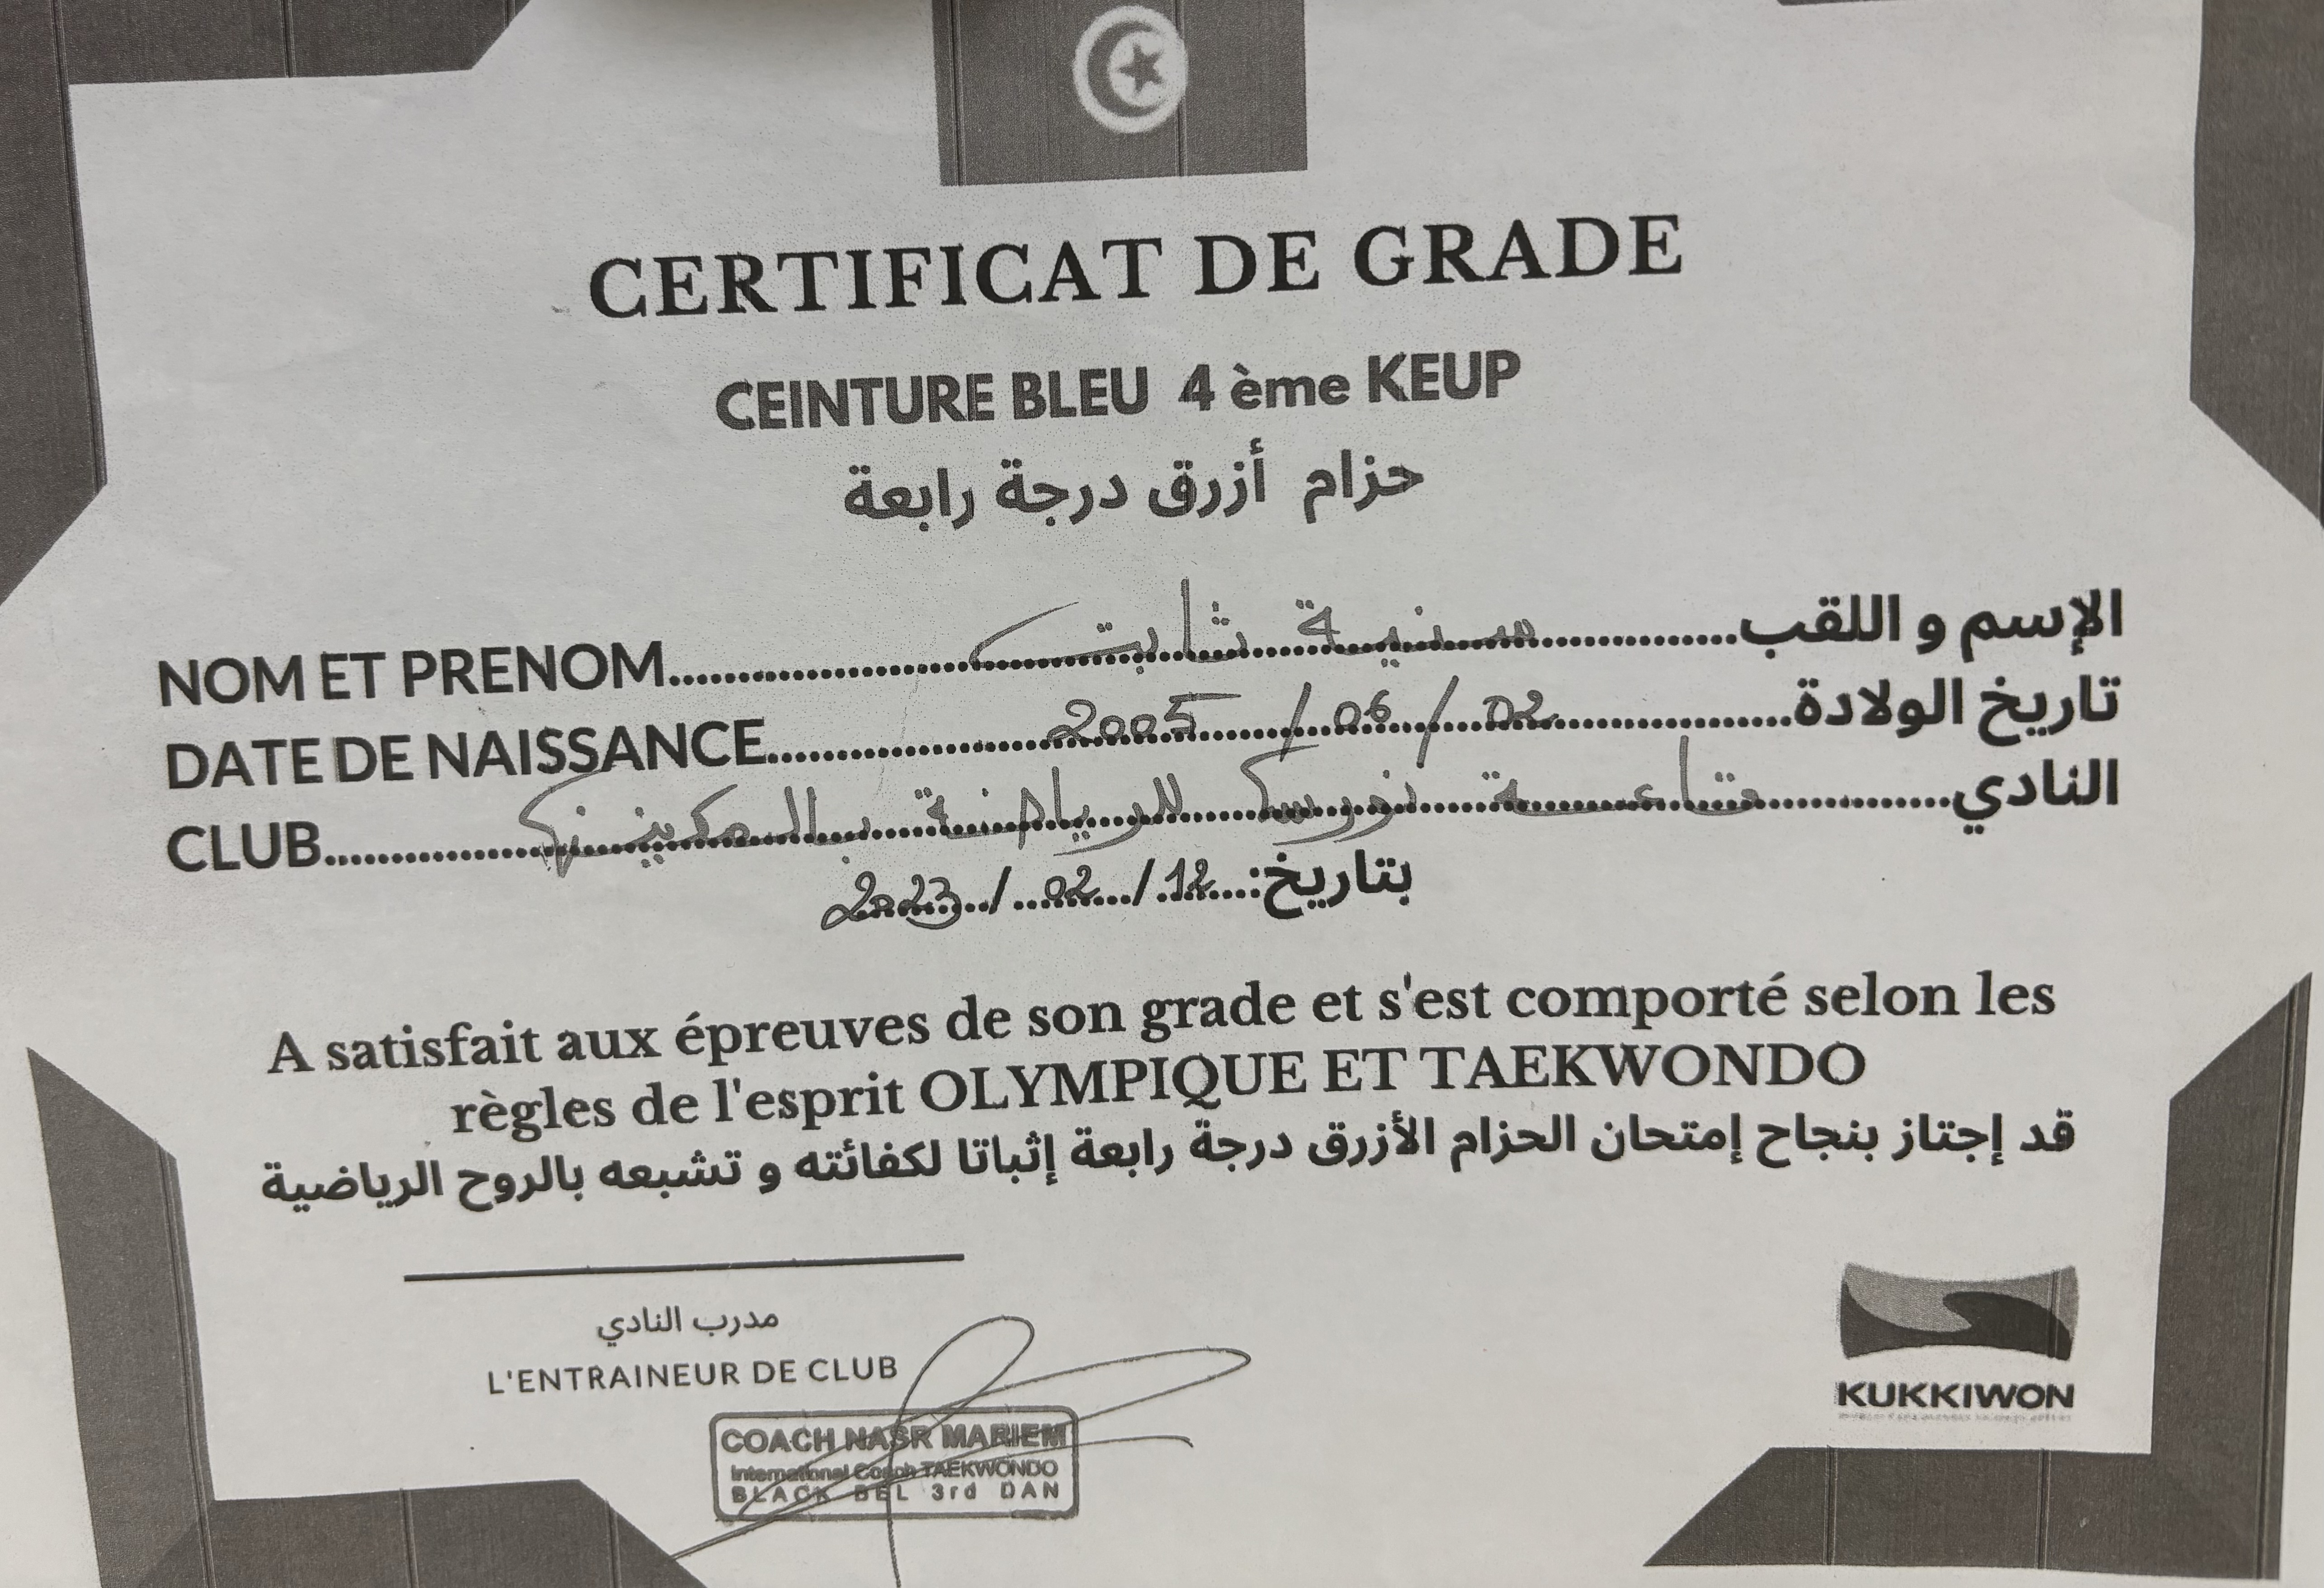 CERTIFICAT DE GRADE
CEINTURE BLEU 4 ème KEUP
حزام أزرق درجة رابعة
NOM ET PRENOM سنية ثابت الإسم و اللقب
DATE DE NAISSANCE 2005 / 06 / 02 تاريخ الولادة
CLUB قاعة نورس للرياضة بالمكنين النادي
بتاريخ: 12 / 02 / 2023
A satisfait aux épreuves de son grade et s'est comporté selon les
règles de l'esprit OLYMPIQUE ET TAEKWONDO
قد إجتاز بنجاح إمتحان الحزام الأزرق درجة رابعة إثباتا لكفائته و تشبعه بالروح الرياضية
مدرب النادي
L'ENTRAINEUR DE CLUB
COACH NASR MARIEM
International Coach TAEKWONDO
BLACK BEL 3rd DAN
KUKKIWON